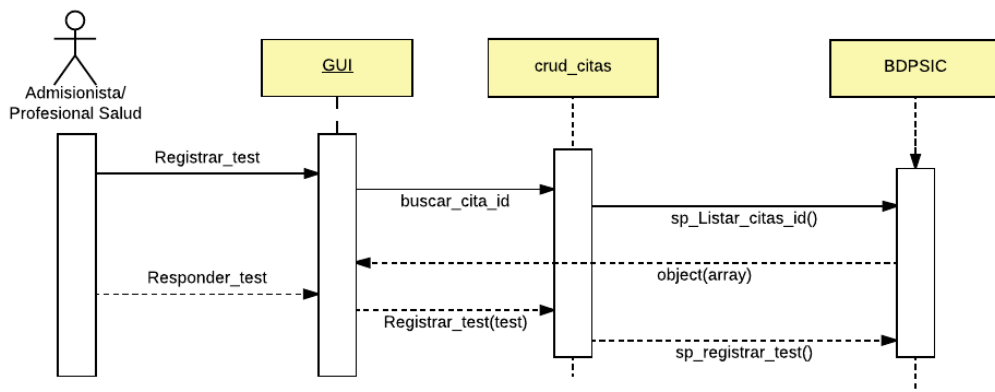 GUI
crud_citas
BDPSIC
Admisionista/
Profesional Salud
Registrar_test
buscar_cita_id
sp_Listar_citas_id()
object(array)
Responder_test
Registrar_test(test)
sp_registrar_test()